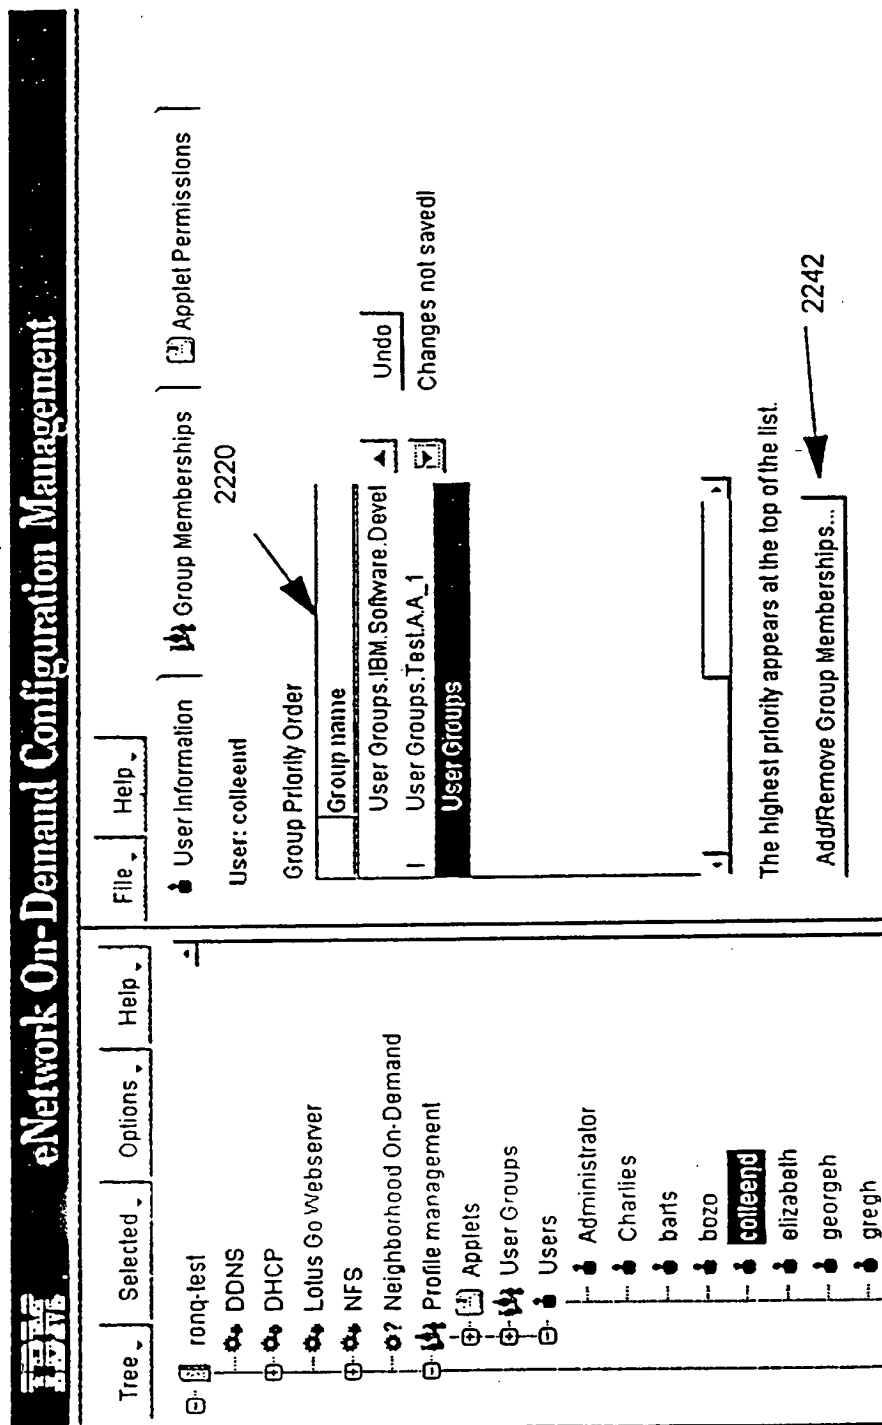 IBM
eNetwork On-Demand Configuration Management
Tree
Selected
Options
Help
ronq-test
DDNS
DHCP
Lotus Go Webserver
NFS
? Neighborhood On-Demand
Profile management
Applets
User Groups
Users
Administrator
Charlies
barts
bozo
colleend
elizabeth
georgeh
gregh
File
Help
User Information
Group Memberships
Applet Permissions
User: colleend
2220
Group Priority Order
Group name
User Groups.IBM.Software.Devel
User Groups.Test.A.A_1
User Groups
Undo
Changes not saved!
The highest priority appears at the top of the list.
Add/Remove Group Memberships...
2242